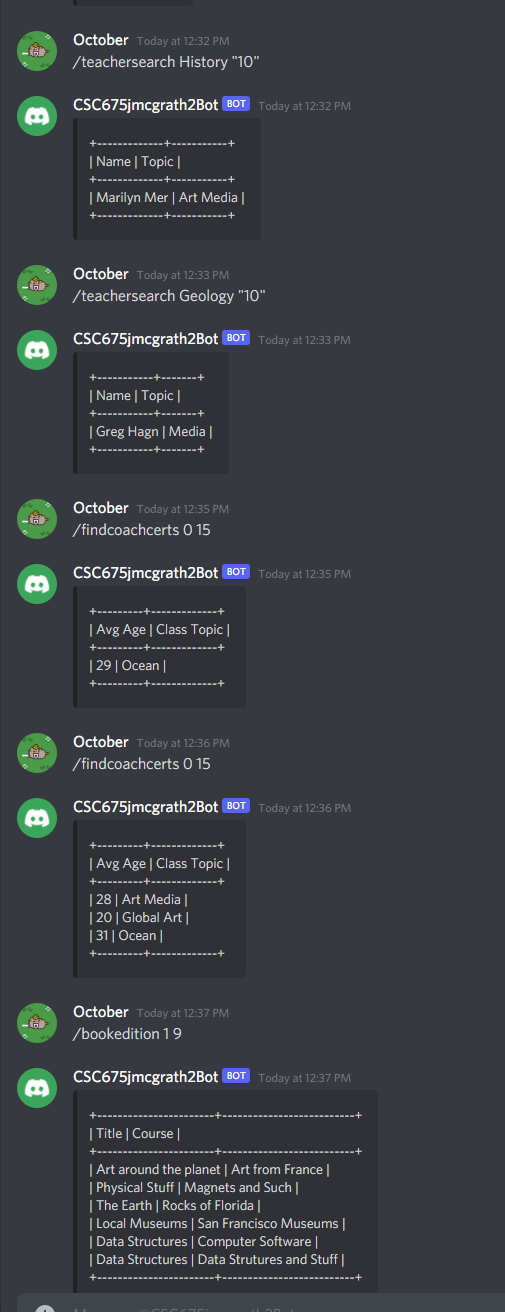 October Today at 12:32 PM
/teachersearch History "10"
CSC675jmcgrath2Bot BOT Today at 12:32 PM
+-------------+-----------+
| Name | Topic |
+-------------+-----------+
| Marilyn Mer | Art Media |
+-------------+-----------+
October Today at 12:33 PM
/teachersearch Geology "10"
CSC675jmcgrath2Bot BOT Today at 12:33 PM
+-----------+-------+
| Name | Topic |
+-----------+-------+
| Greg Hagn | Media |
+-----------+-------+
October Today at 12:35 PM
/findcoachcerts 0 15
CSC675jmcgrath2Bot BOT Today at 12:35 PM
+---------+-------------+
| Avg Age | Class Topic |
+---------+-------------+
| 29 | Ocean |
+---------+-------------+
October Today at 12:36 PM
/findcoachcerts 0 15
CSC675jmcgrath2Bot BOT Today at 12:36 PM
+---------+-------------+
| Avg Age | Class Topic |
+---------+-------------+
| 28 | Art Media |
| 20 | Global Art |
| 31 | Ocean |
+---------+-------------+
October Today at 12:37 PM
/bookedition 1 9
CSC675jmcgrath2Bot BOT Today at 12:37 PM
+-----------------------+---------------------------+
| Title | Course |
+-----------------------+---------------------------+
| Art around the planet | Art from France |
| Physical Stuff | Magnets and Such |
| The Earth | Rocks of Florida |
| Local Museums | San Francisco Museums |
| Data Structures | Computer Software |
| Data Structures | Data Strutures and Stuff |
+-----------------------+---------------------------+